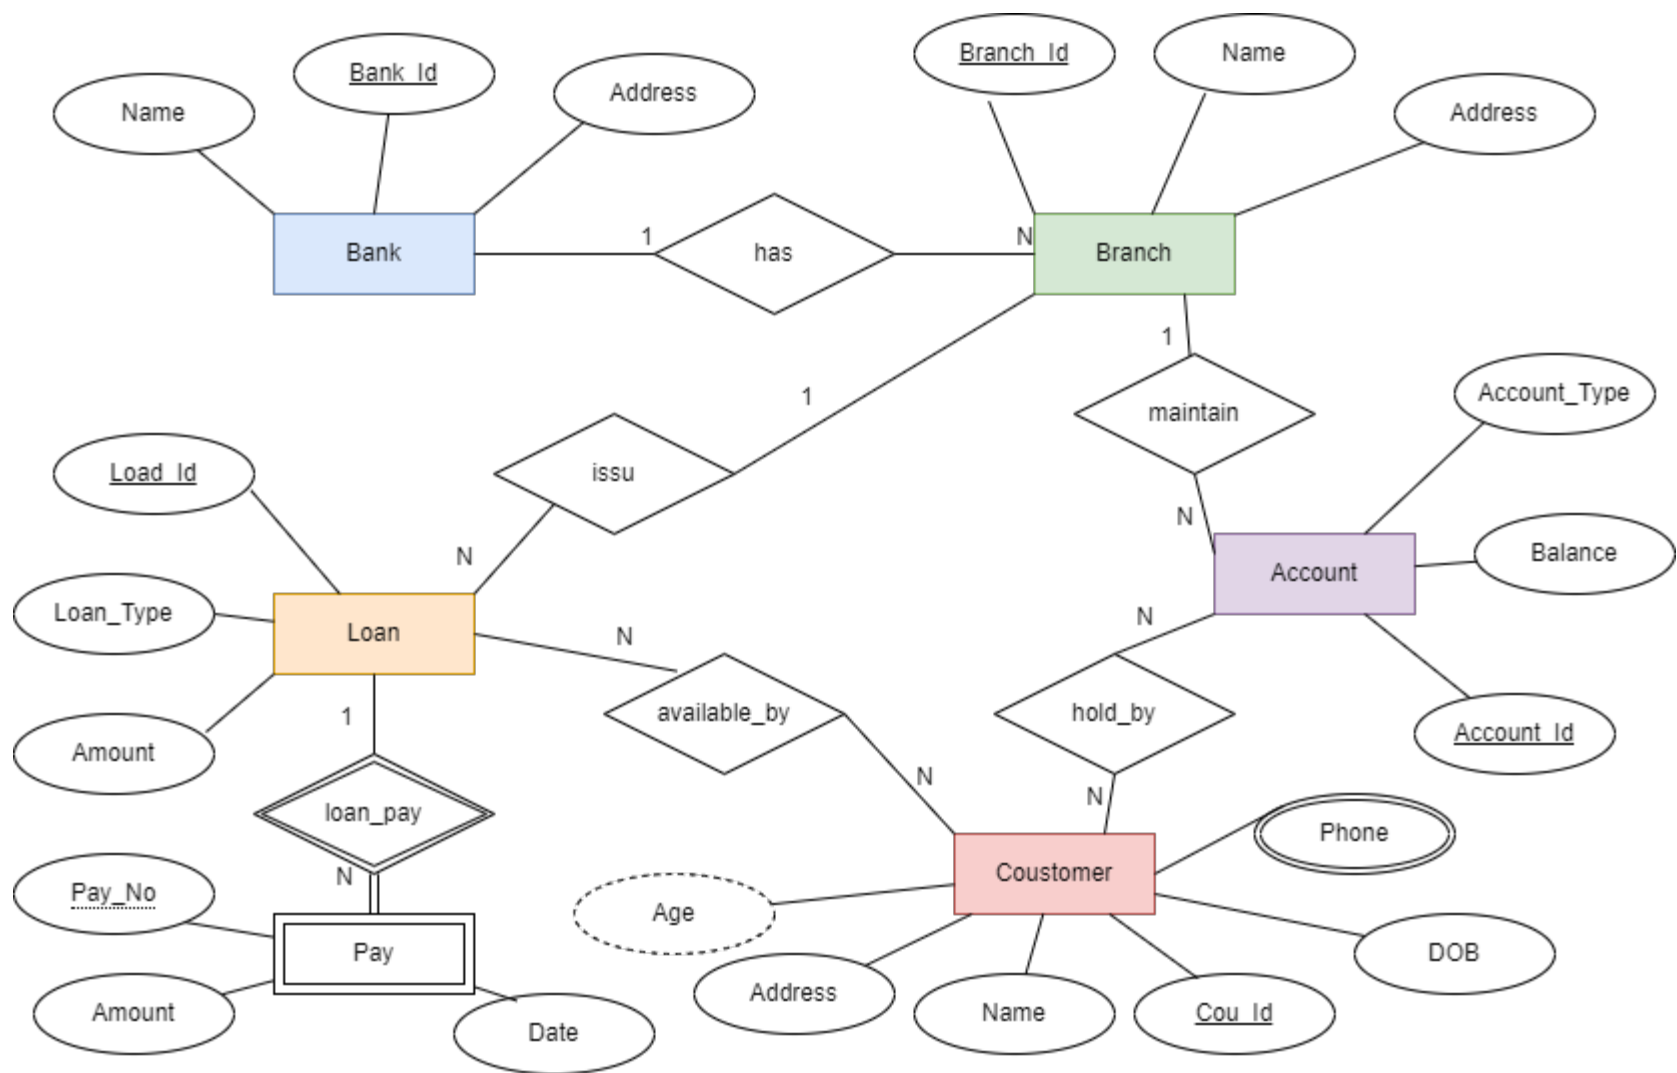 Branch_Id
Name
Bank_Id
Address
Name
Address
Bank
1
has
N
Branch
1
1
Account_Type
maintain
Load_Id
issu
N
N
Balance
Account
Loan_Type
Loan
N
N
1
available_by
hold_by
Account_Id
Amount
N
N
loan_pay
Phone
N
Pay_No
Coustomer
Age
Pay
DOB
Address
Amount
Name
Cou_Id
Date